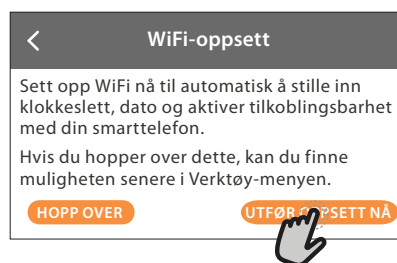 WiFi-oppsett
Sett opp WiFi nå til automatisk å stille inn
klokkeslett, dato og aktiver tilkoblingsbarhet
med din smarttelefon.
Hvis du hopper over dette, kan du finne
muligheten senere i Verktøy-menyen.
HOPP OVER
UTFØR OPPSETT NÅ